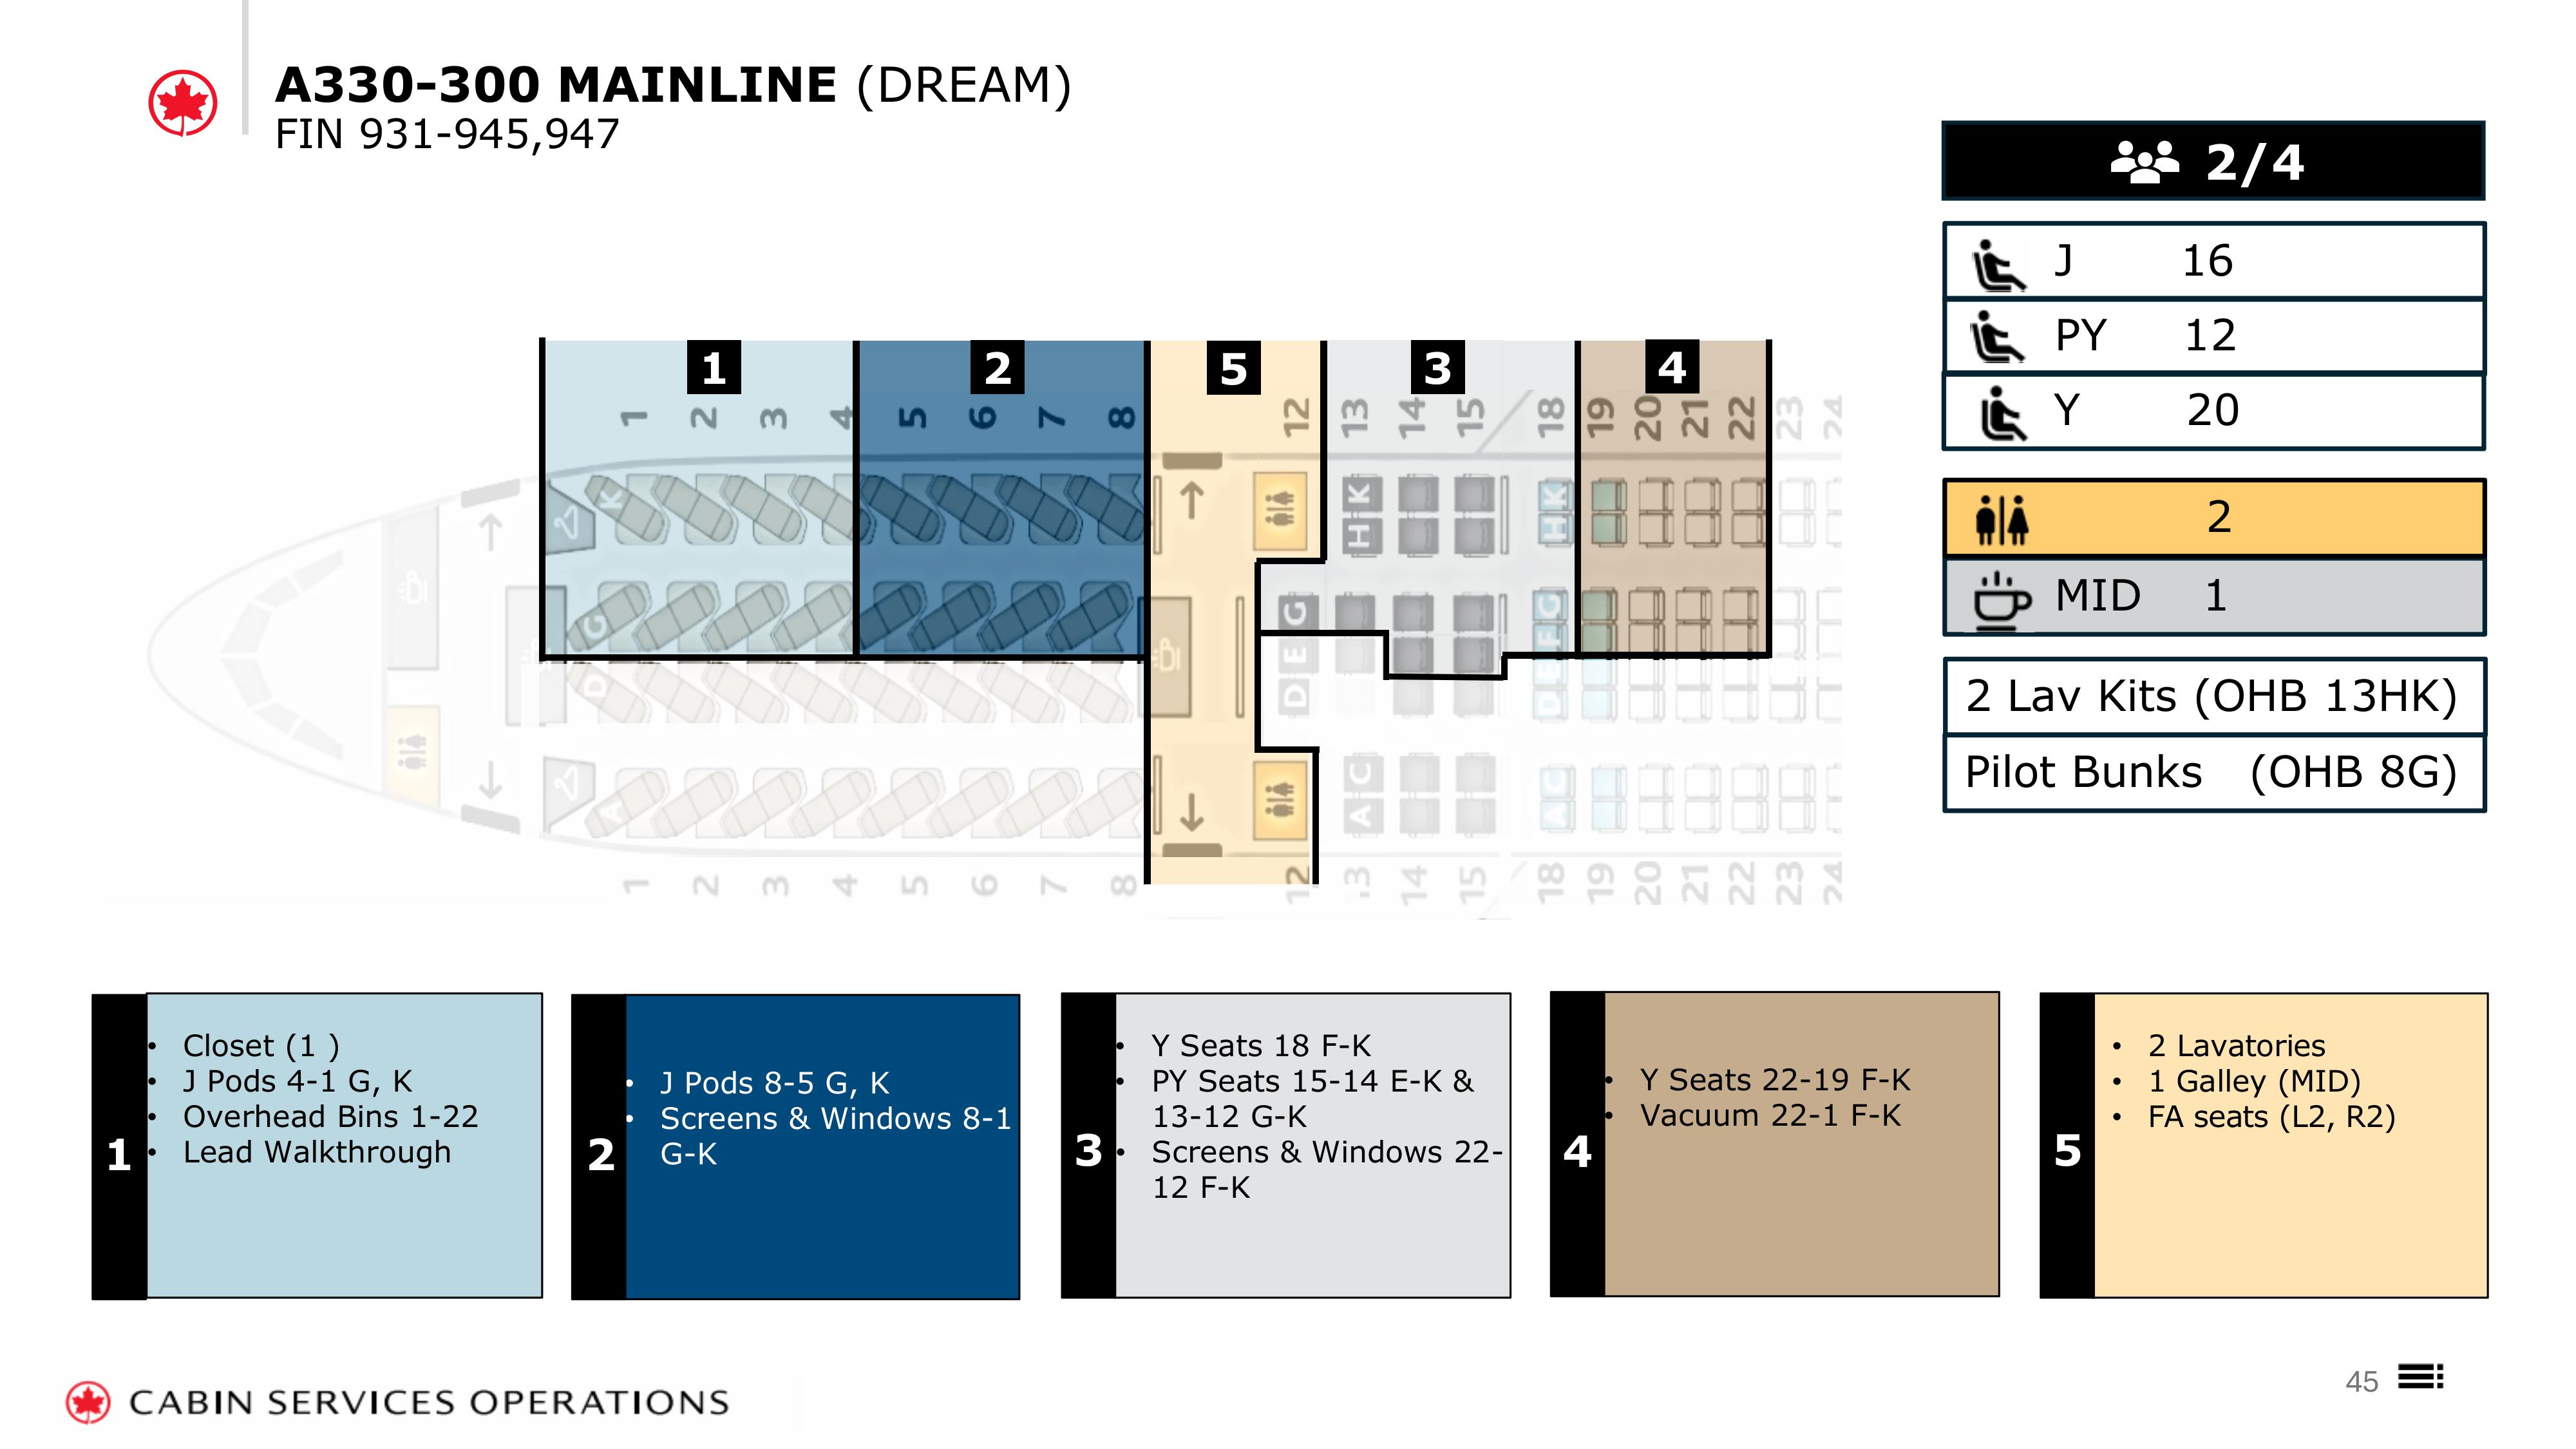 A330-300 MAINLINE (DREAM)
FIN 931-945,947
2/4
J 16
PY 12
Y 20
2
MID 1
2 Lav Kits (OHB 13HK)
Pilot Bunks (OHB 8G)
1 2 5 3 4
1 2 3 4 5 6 7 8 12 13 14 15 18 19 20 21 22 23 24
K H K H K
G G D E F G
D D E
A A C A C
1 2 3 4 5 6 7 8 12 13 14 15 18 19 20 21 22 23 24
1
• Closet (1 )
• J Pods 4-1 G, K
• Overhead Bins 1-22
• Lead Walkthrough
2
• J Pods 8-5 G, K
• Screens & Windows 8-1
G-K
3
• Y Seats 18 F-K
• PY Seats 15-14 E-K &
13-12 G-K
• Screens & Windows 22-
12 F-K
4
• Y Seats 22-19 F-K
• Vacuum 22-1 F-K
5
• 2 Lavatories
• 1 Galley (MID)
• FA seats (L2, R2)
CABIN SERVICES OPERATIONS
45